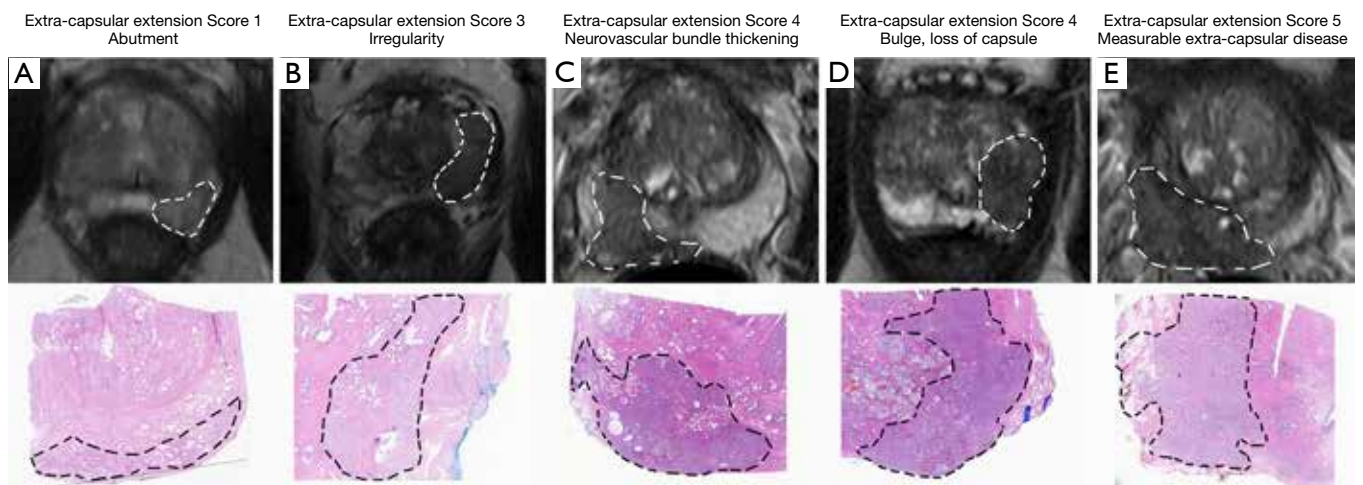 Extra-capsular extension Score 1
Abutment
Extra-capsular extension Score 3
Irregularity
Extra-capsular extension Score 4
Neurovascular bundle thickening
Extra-capsular extension Score 4
Bulge, loss of capsule
Extra-capsular extension Score 5
Measurable extra-capsular disease
A
B
C
D
E